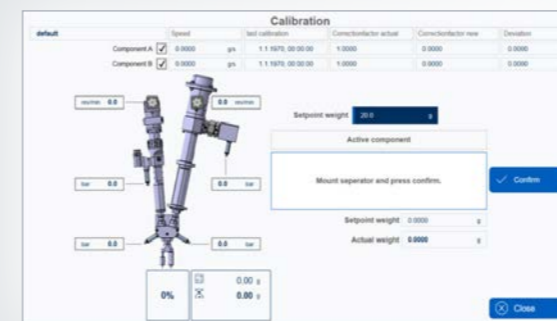 Calibration
default Speed last calibration Correctionfactor actual Correctionfactor new Deviation
Component A 0.0000 g/s 1.1.1970, 00:00:00 1.0000 0.0000 0.0000
Component B 0.0000 g/s 1.1.1970, 00:00:00 1.0000 0.0000 0.0000
0.0 0.0
Setpoint weight 20.0 g
Active component
Mount seperator and press confirm.
Confirm
bar 0.0 0.0 bar
Setpoint weight 0.0000 g
Actual weight 0.0000 g
bar 0.0 0.0 bar
0% 0.00 g
0.00 g
Close